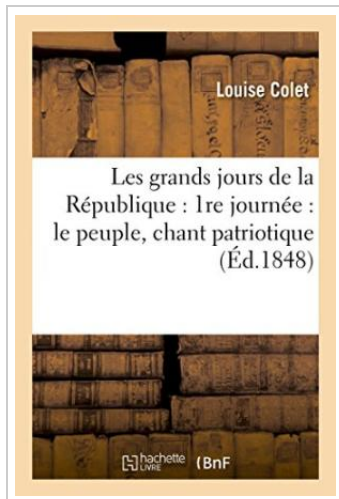 Louise Colet
Les grands jours de la
République : 1re journée :
le peuple, chant patriotique
(Éd.1848)
hachette
LIVRE
{BnF